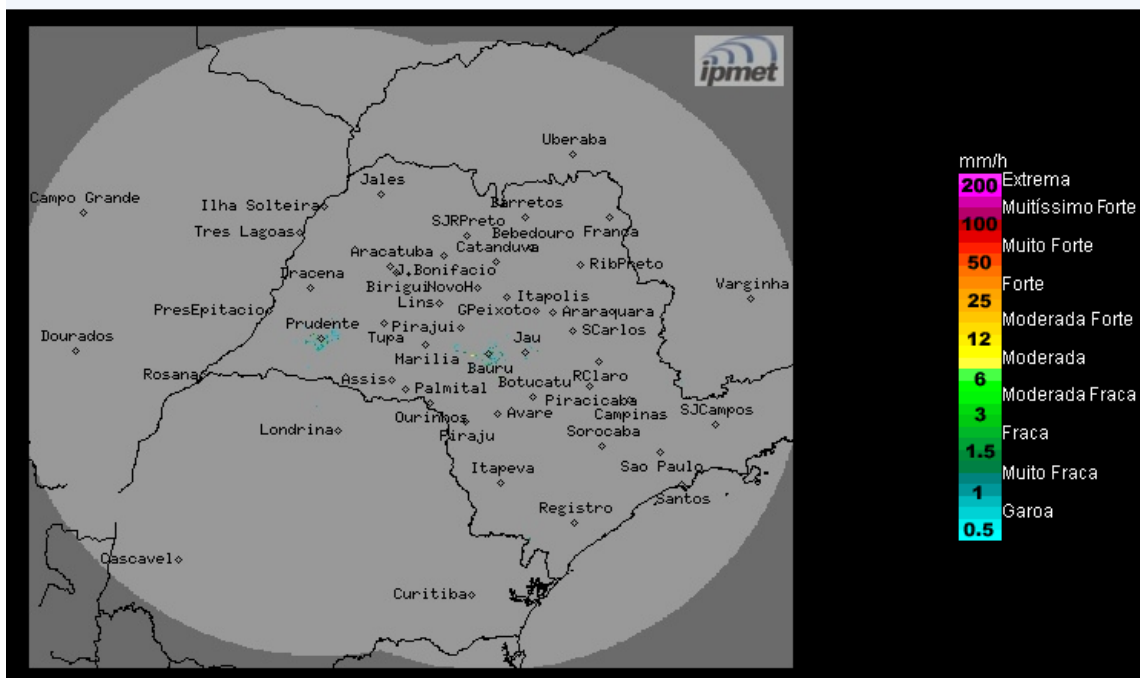 ipmet
Uberaba
Jales
Campo Grande
Ilha Solteira
Barretos
SJRPreto
Franca
Tres Lagoas
Bebedouro
Catanduva
Aracatuba
J.Bonifacio
RibPreto
Dracena
Birigui
NovoH
Varginha
Lins
Itapolis
PresEpitacio
GPeixoto
Araraquara
Prudente
Pirajui
SCarlos
Dourados
Tupa
Jau
Marilia
Bauru
Rosana
Assis
RClaro
Palmital
Botucatu
Piracicaba
Ourinhos
Avare
Campinas
SJCampos
Londrina
Piraju
Sorocaba
Itapeva
Sao Paulo
Santos
Registro
Cascavel
Curitiba
mm/h
200 Extrema
Muitíssimo Forte
100
Muito Forte
50
Forte
25
Moderada Forte
12
Moderada
6
Moderada Fraca
3
Fraca
1.5
Muito Fraca
1
Garoa
0.5